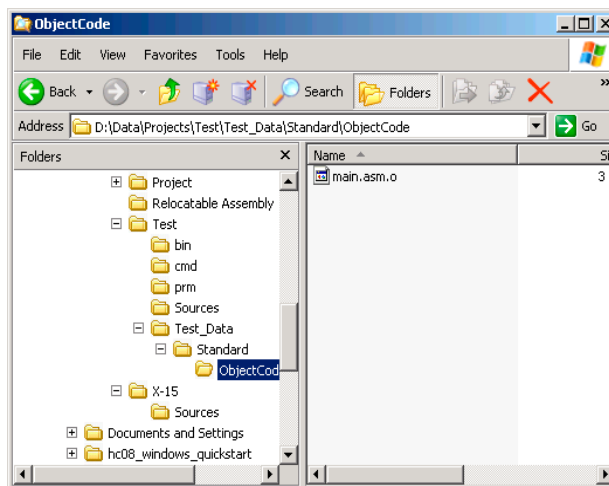 ObjectCode
File Edit View Favorites Tools Help
Back Search Folders »
Address D:\Data\Projects\Test\Test_Data\Standard\ObjectCode Go
Folders
Name Si
Project
Relocatable Assembly
Test
bin
cmd
prm
Sources
Test_Data
Standard
ObjectCod
X-15
Sources
Documents and Settings
hc08_windows_quickstart
main.asm.o 3